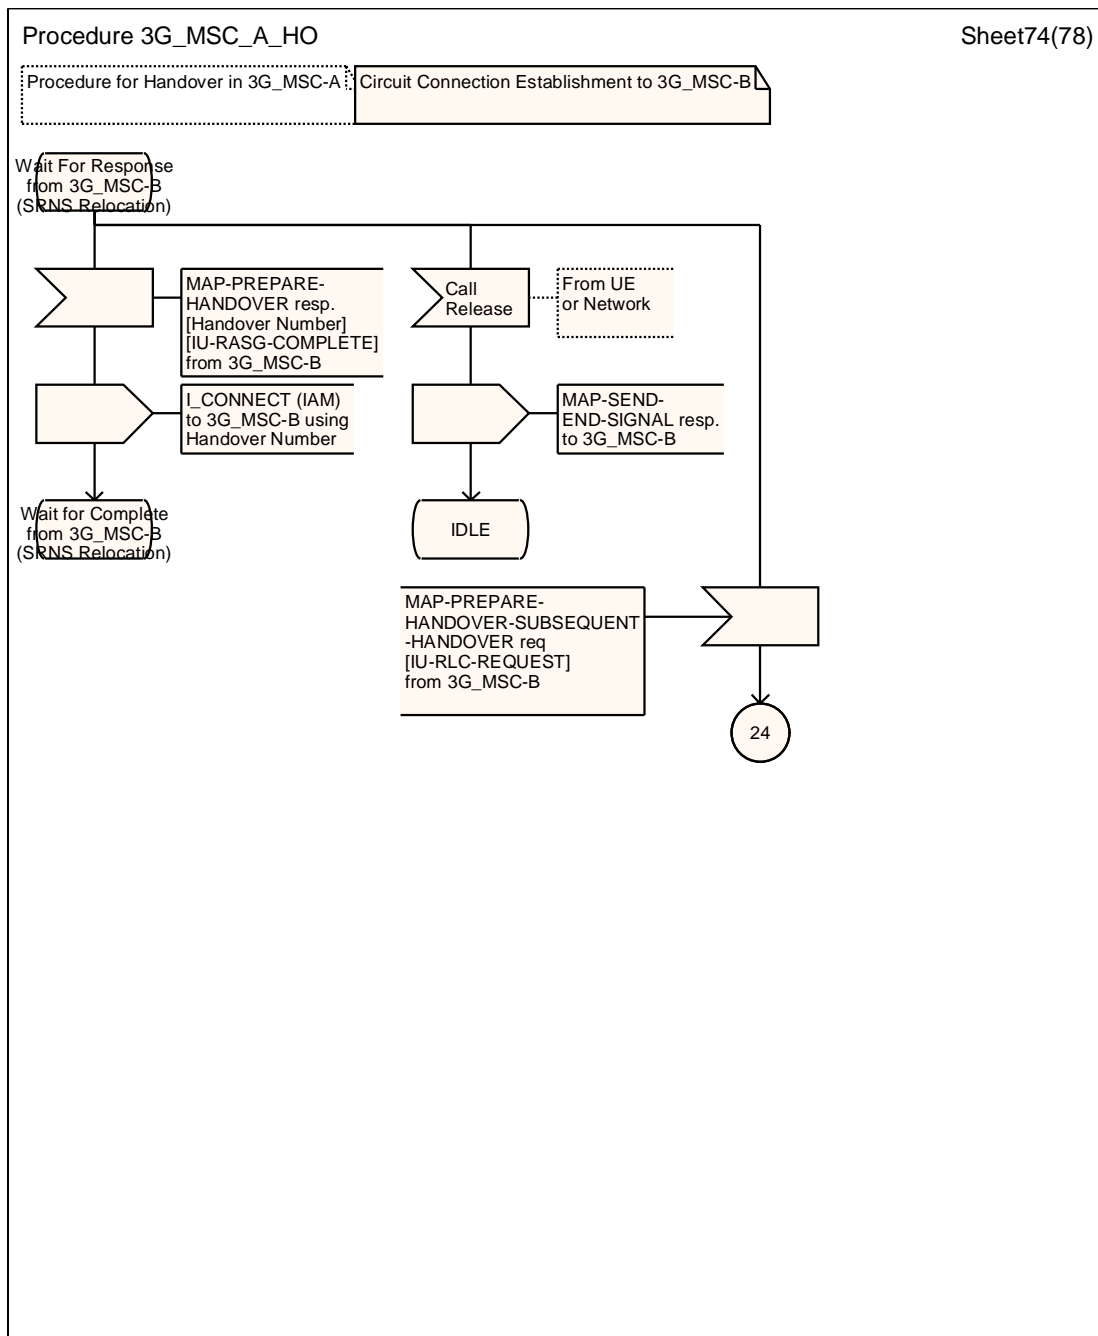 Procedure 3G_MSC_A_HO
Sheet74(78)
Procedure for Handover in 3G_MSC-A
Circuit Connection Establishment to 3G_MSC-B
Wait For Response
from 3G_MSC-B
(SRNS Relocation)
MAP-PREPARE-
HANDOVER resp.
[Handover Number]
[IU-RASG-COMPLETE]
from 3G_MSC-B
Call
Release
From UE
or Network
I_CONNECT (IAM)
to 3G_MSC-B using
Handover Number
MAP-SEND-
END-SIGNAL resp.
to 3G_MSC-B
Wait for Complete
from 3G_MSC-B
(SRNS Relocation)
IDLE
MAP-PREPARE-
HANDOVER-SUBSEQUENT
-HANDOVER req
[IU-RLC-REQUEST]
from 3G_MSC-B
24